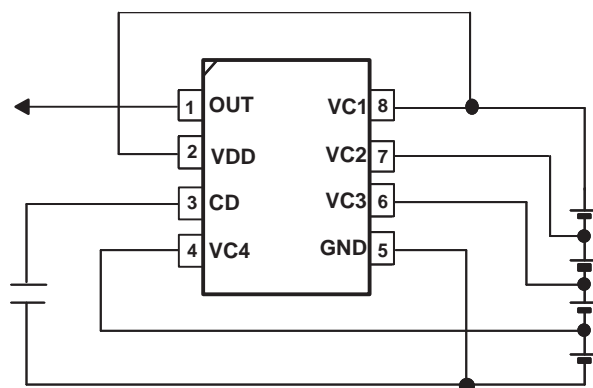 1 OUT VC1 8
2 VDD VC2 7
3 CD VC3 6
4 VC4 GND 5